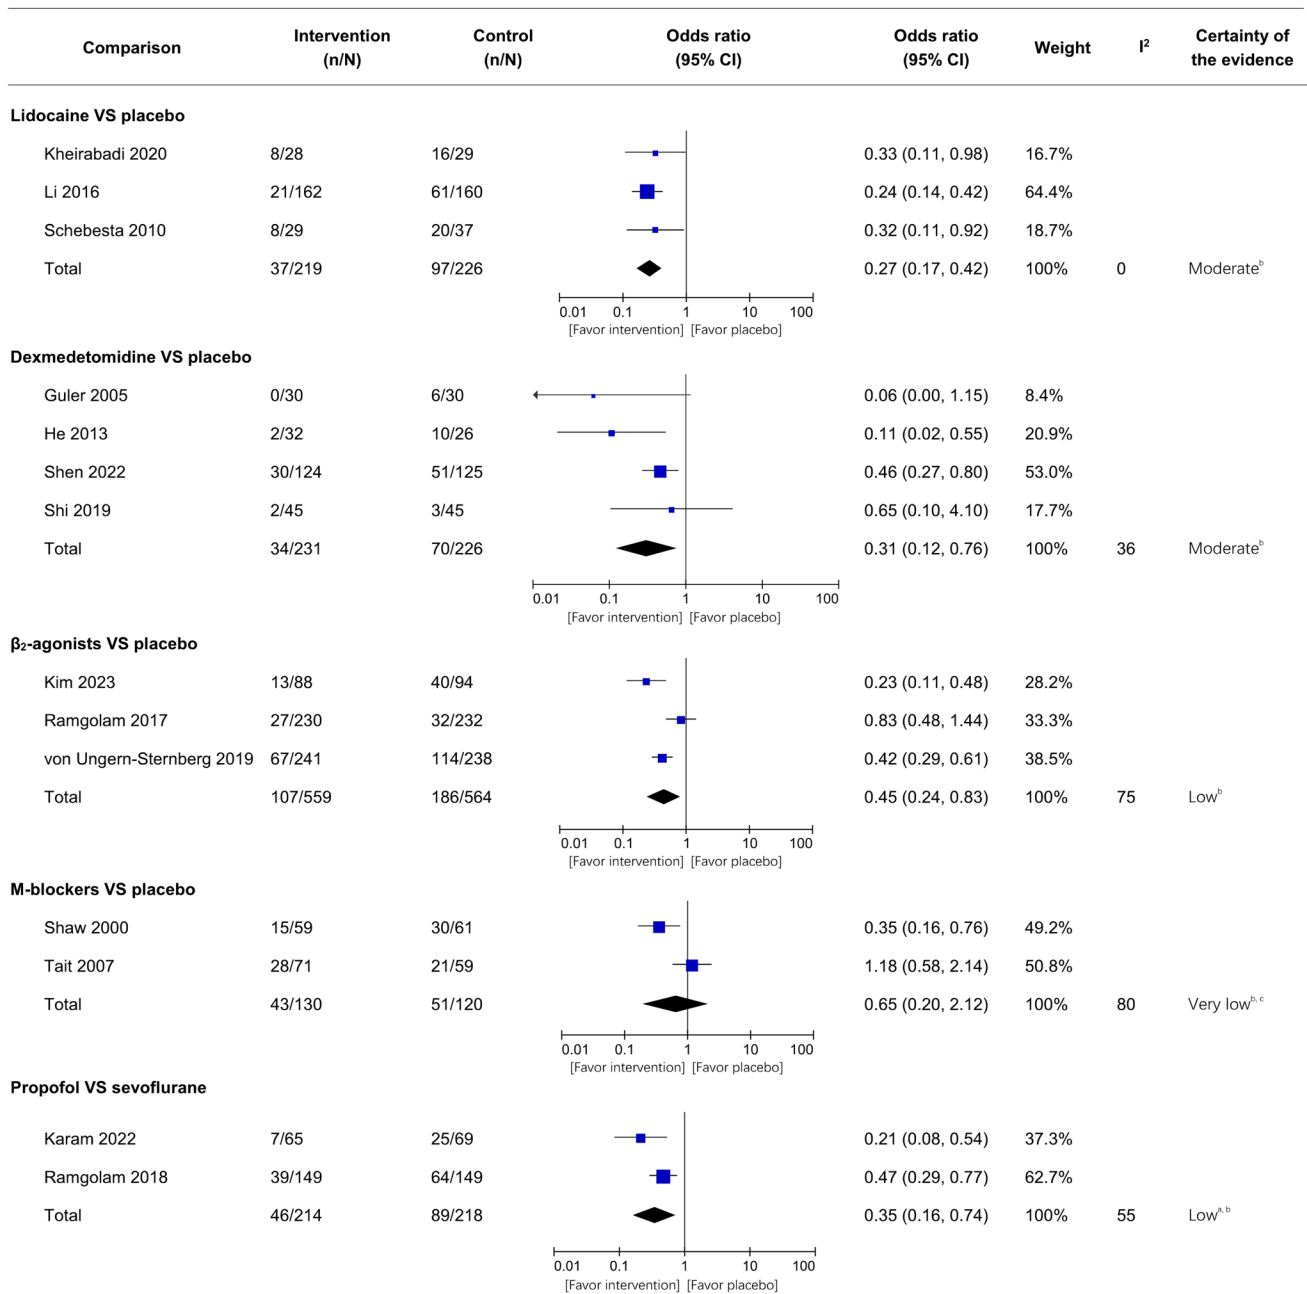 Comparison Intervention (n/N) Control (n/N) Odds ratio (95% CI) Odds ratio (95% CI) Weight I² Certainty of the evidence
Lidocaine VS placebo
Kheirabadi 2020 8/28 16/29 0.33 (0.11, 0.98) 16.7%
Li 2016 21/162 61/160 0.24 (0.14, 0.42) 64.4%
Schebesta 2010 8/29 20/37 0.32 (0.11, 0.92) 18.7%
Total 37/219 97/226 0.27 (0.17, 0.42) 100% 0 Moderateᵇ
0.01 0.1 1 10 100
[Favor intervention] [Favor placebo]
Dexmedetomidine VS placebo
Guler 2005 0/30 6/30 0.06 (0.00, 1.15) 8.4%
He 2013 2/32 10/26 0.11 (0.02, 0.55) 20.9%
Shen 2022 30/124 51/125 0.46 (0.27, 0.80) 53.0%
Shi 2019 2/45 3/45 0.65 (0.10, 4.10) 17.7%
Total 34/231 70/226 0.31 (0.12, 0.76) 100% 36 Moderateᵇ
0.01 0.1 1 10 100
[Favor intervention] [Favor placebo]
β₂-agonists VS placebo
Kim 2023 13/88 40/94 0.23 (0.11, 0.48) 28.2%
Ramgolam 2017 27/230 32/232 0.83 (0.48, 1.44) 33.3%
von Ungern-Sternberg 2019 67/241 114/238 0.42 (0.29, 0.61) 38.5%
Total 107/559 186/564 0.45 (0.24, 0.83) 100% 75 Lowᵇ
0.01 0.1 1 10 100
[Favor intervention] [Favor placebo]
M-blockers VS placebo
Shaw 2000 15/59 30/61 0.35 (0.16, 0.76) 49.2%
Tait 2007 28/71 21/59 1.18 (0.58, 2.14) 50.8%
Total 43/130 51/120 0.65 (0.20, 2.12) 100% 80 Very lowᵇ, ᶜ
0.01 0.1 1 10 100
[Favor intervention] [Favor placebo]
Propofol VS sevoflurane
Karam 2022 7/65 25/69 0.21 (0.08, 0.54) 37.3%
Ramgolam 2018 39/149 64/149 0.47 (0.29, 0.77) 62.7%
Total 46/214 89/218 0.35 (0.16, 0.74) 100% 55 Lowᵃ, ᵇ
0.01 0.1 1 10 100
[Favor intervention] [Favor placebo]